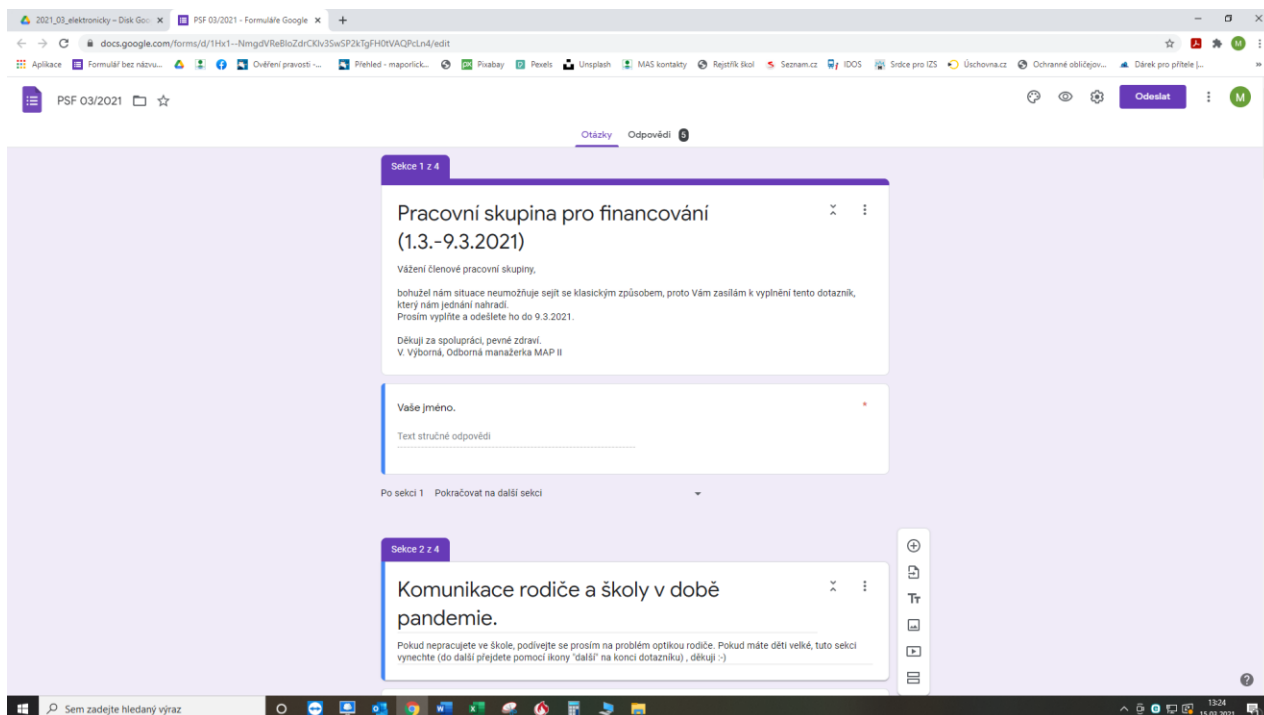 2021_03_elektronicky – Disk Goo
PSF 03/2021 - Formuláře Google
docs.google.com/forms/d/1Hx1--NmgdVReBloZdrCKlv3SwSP2kTgFH0tVAQPcLn4/edit
Aplikace Formulář bez názvu... Ověření pravosti -... Přehled - maporlick... Pixabay Pexels Unsplash MAS kontakty Rejstřík škol Seznam.cz IDOS Srdce pro IZS Úschovna.cz Ochranné obličejov... Dárek pro přítele |... »
PSF 03/2021
Odeslat
M
Otázky Odpovědi 5
Sekce 1 z 4
Pracovní skupina pro financování
(1.3.-9.3.2021)
Vážení členové pracovní skupiny,
bohužel nám situace neumožňuje sejít se klasickým způsobem, proto Vám zasílám k vyplnění tento dotazník,
který nám jednání nahradí.
Prosím vyplňte a odešlete ho do 9.3.2021.
Děkuji za spolupráci, pevné zdraví.
V. Výborná, Odborná manažerka MAP II
Vaše jméno. *
Text stručné odpovědi
Po sekci 1 Pokračovat na další sekci
Sekce 2 z 4
Komunikace rodiče a školy v době
pandemie.
Pokud nepracujete ve škole, podívejte se prosím na problém optikou rodiče. Pokud máte děti velké, tuto sekci
vynechte (do další přejdete pomocí ikony "další" na konci dotazníku) , děkuji :-)
Sem zadejte hledaný výraz
13:24
15.03.2021